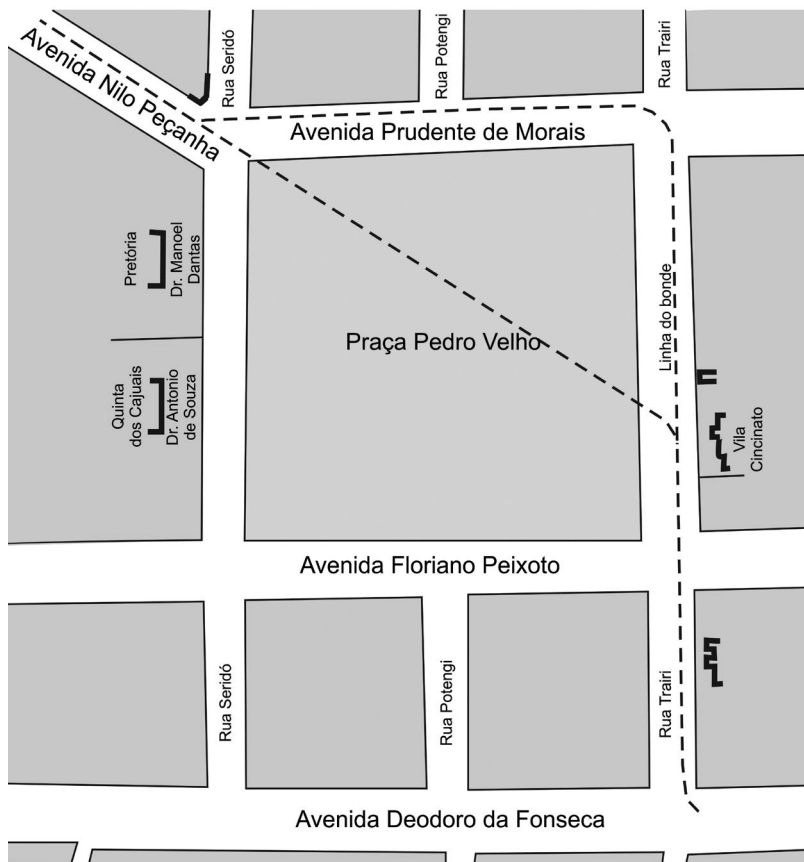 Avenida Nilo Peçanha
Rua Seridó
Rua Potengi
Rua Trairi
Avenida Prudente de Morais
Pretória
Dr. Manoel
Dantas
Linha do bonde
Praça Pedro Velho
Quinta
dos Cajuais
Dr. Antonio
de Souza
Vila
Cincinato
Avenida Floriano Peixoto
Rua Seridó
Rua Potengi
Rua Trairi
Avenida Deodoro da Fonseca